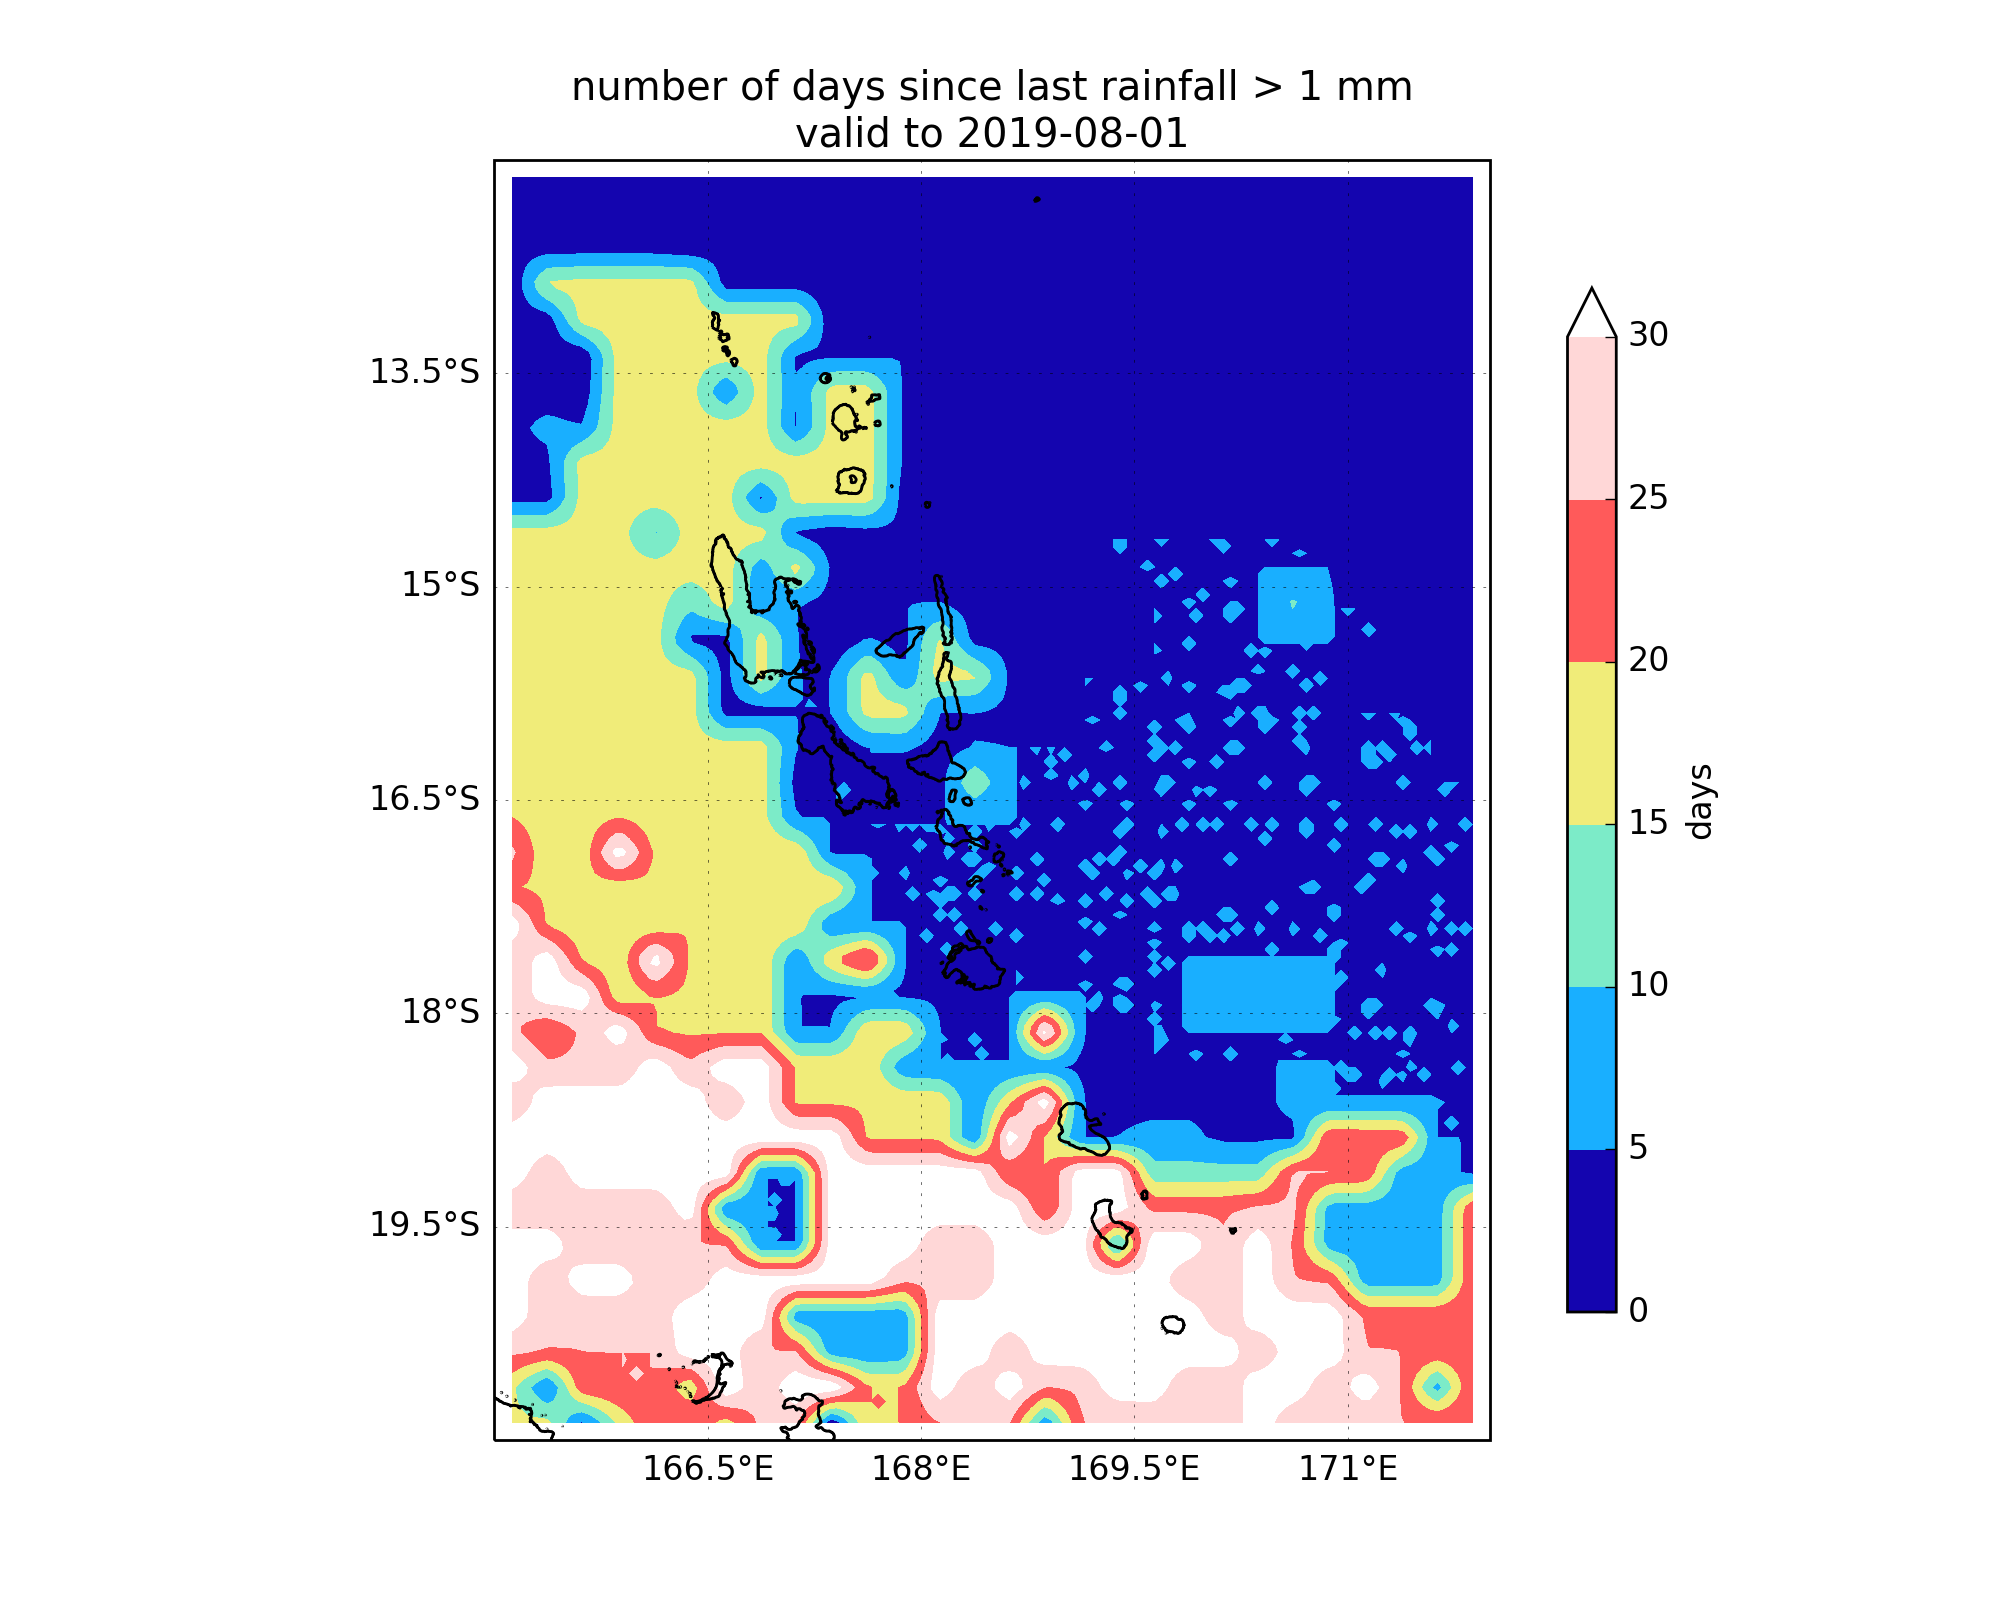 number of days since last rainfall > 1 mm
valid to 2019-08-01
13.5°S
15°S
16.5°S
18°S
19.5°S
166.5°E
168°E
169.5°E
171°E
30
25
20
15
10
5
0
days